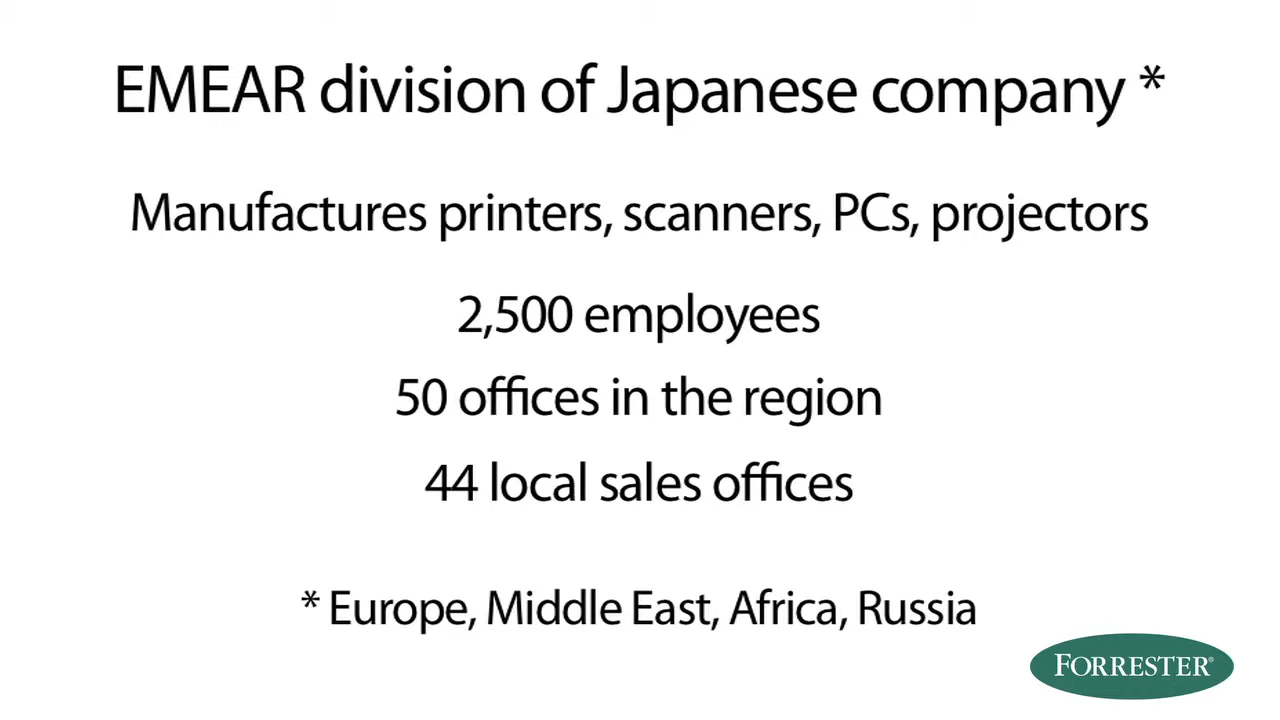 EMEAR division of Japanese company *
Manufactures printers, scanners, PCs, projectors
2,500 employees
50 offices in the region
44 local sales offices
* Europe, Middle East, Africa, Russia
FORRESTER®